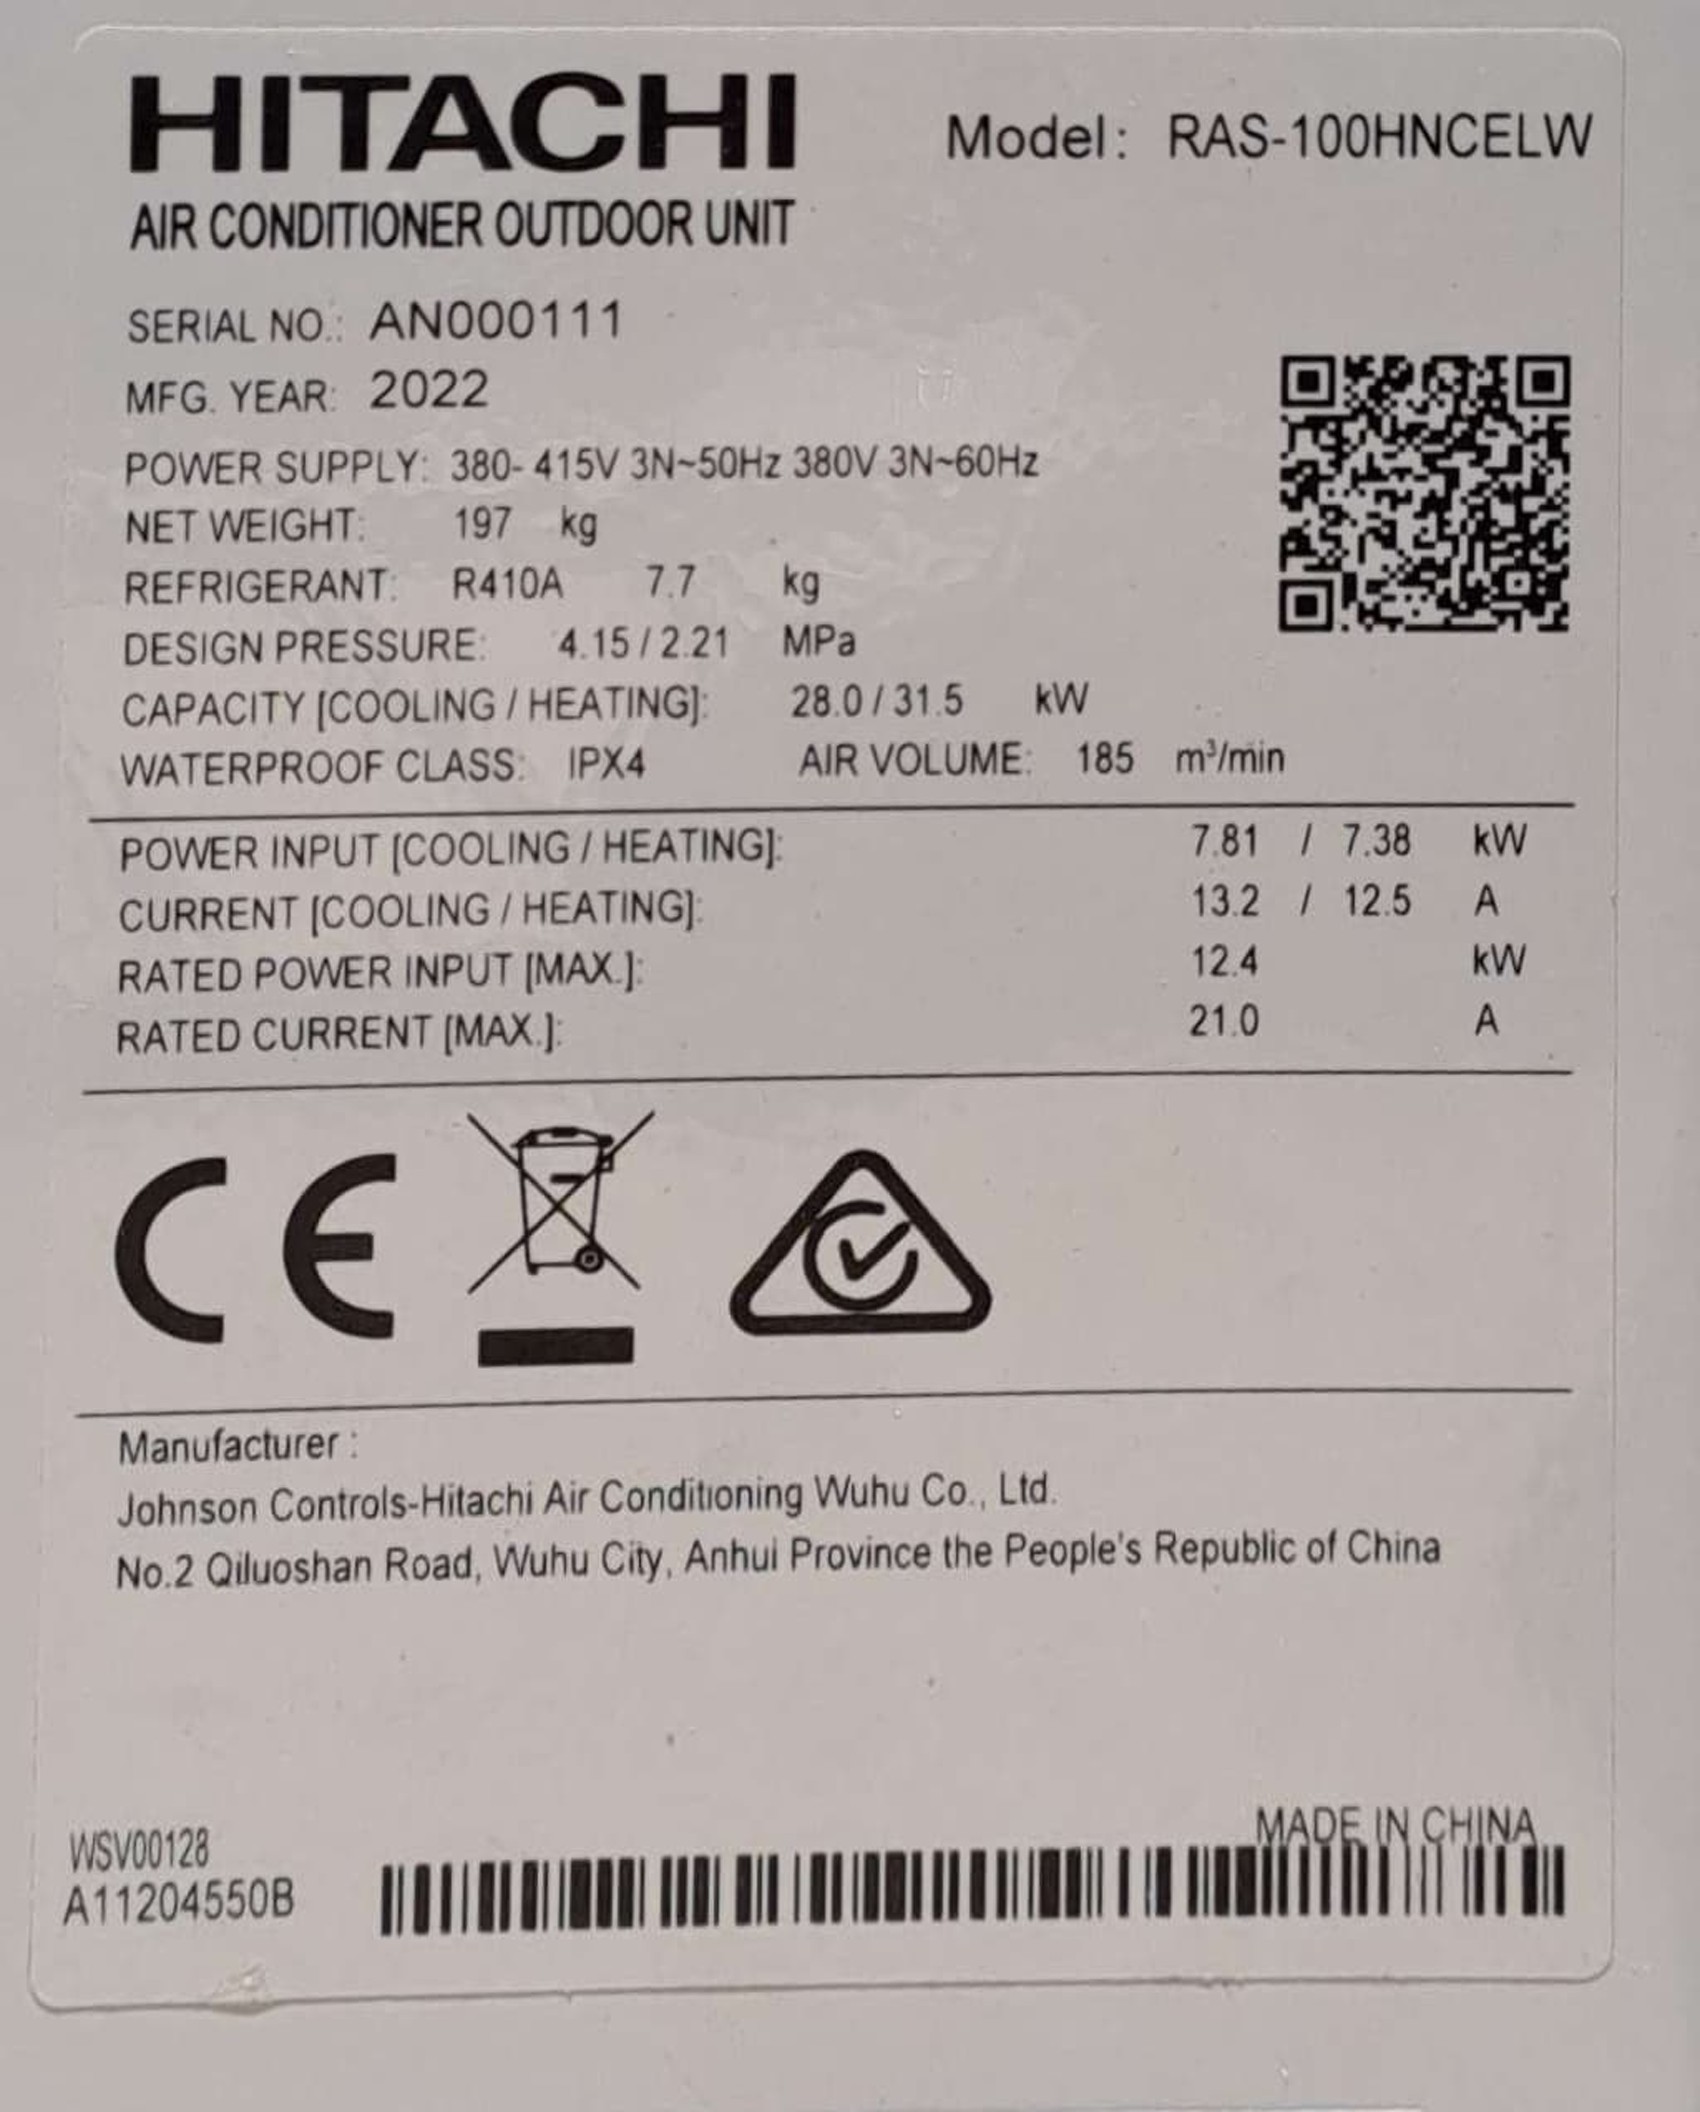 HITACHI
Model: RAS-100HNCELW
AIR CONDITIONER OUTDOOR UNIT
SERIAL NO.: AN000111
MFG. YEAR: 2022
POWER SUPPLY: 380- 415V 3N~50Hz 380V 3N~60Hz
NET WEIGHT: 197 kg
REFRIGERANT: R410A 7.7 kg
DESIGN PRESSURE: 4.15 / 2.21 MPa
CAPACITY [COOLING / HEATING]: 28.0 / 31.5 kW
WATERPROOF CLASS: IPX4 AIR VOLUME: 185 m³/min
POWER INPUT [COOLING / HEATING]: 7.81 / 7.38 kW
CURRENT [COOLING / HEATING]: 13.2 / 12.5 A
RATED POWER INPUT [MAX.]: 12.4 kW
RATED CURRENT [MAX.]: 21.0 A
CE
Manufacturer :
Johnson Controls-Hitachi Air Conditioning Wuhu Co., Ltd.
No.2 Qiluoshan Road, Wuhu City, Anhui Province the People's Republic of China
MADE IN CHINA
WSV00128
A11204550B